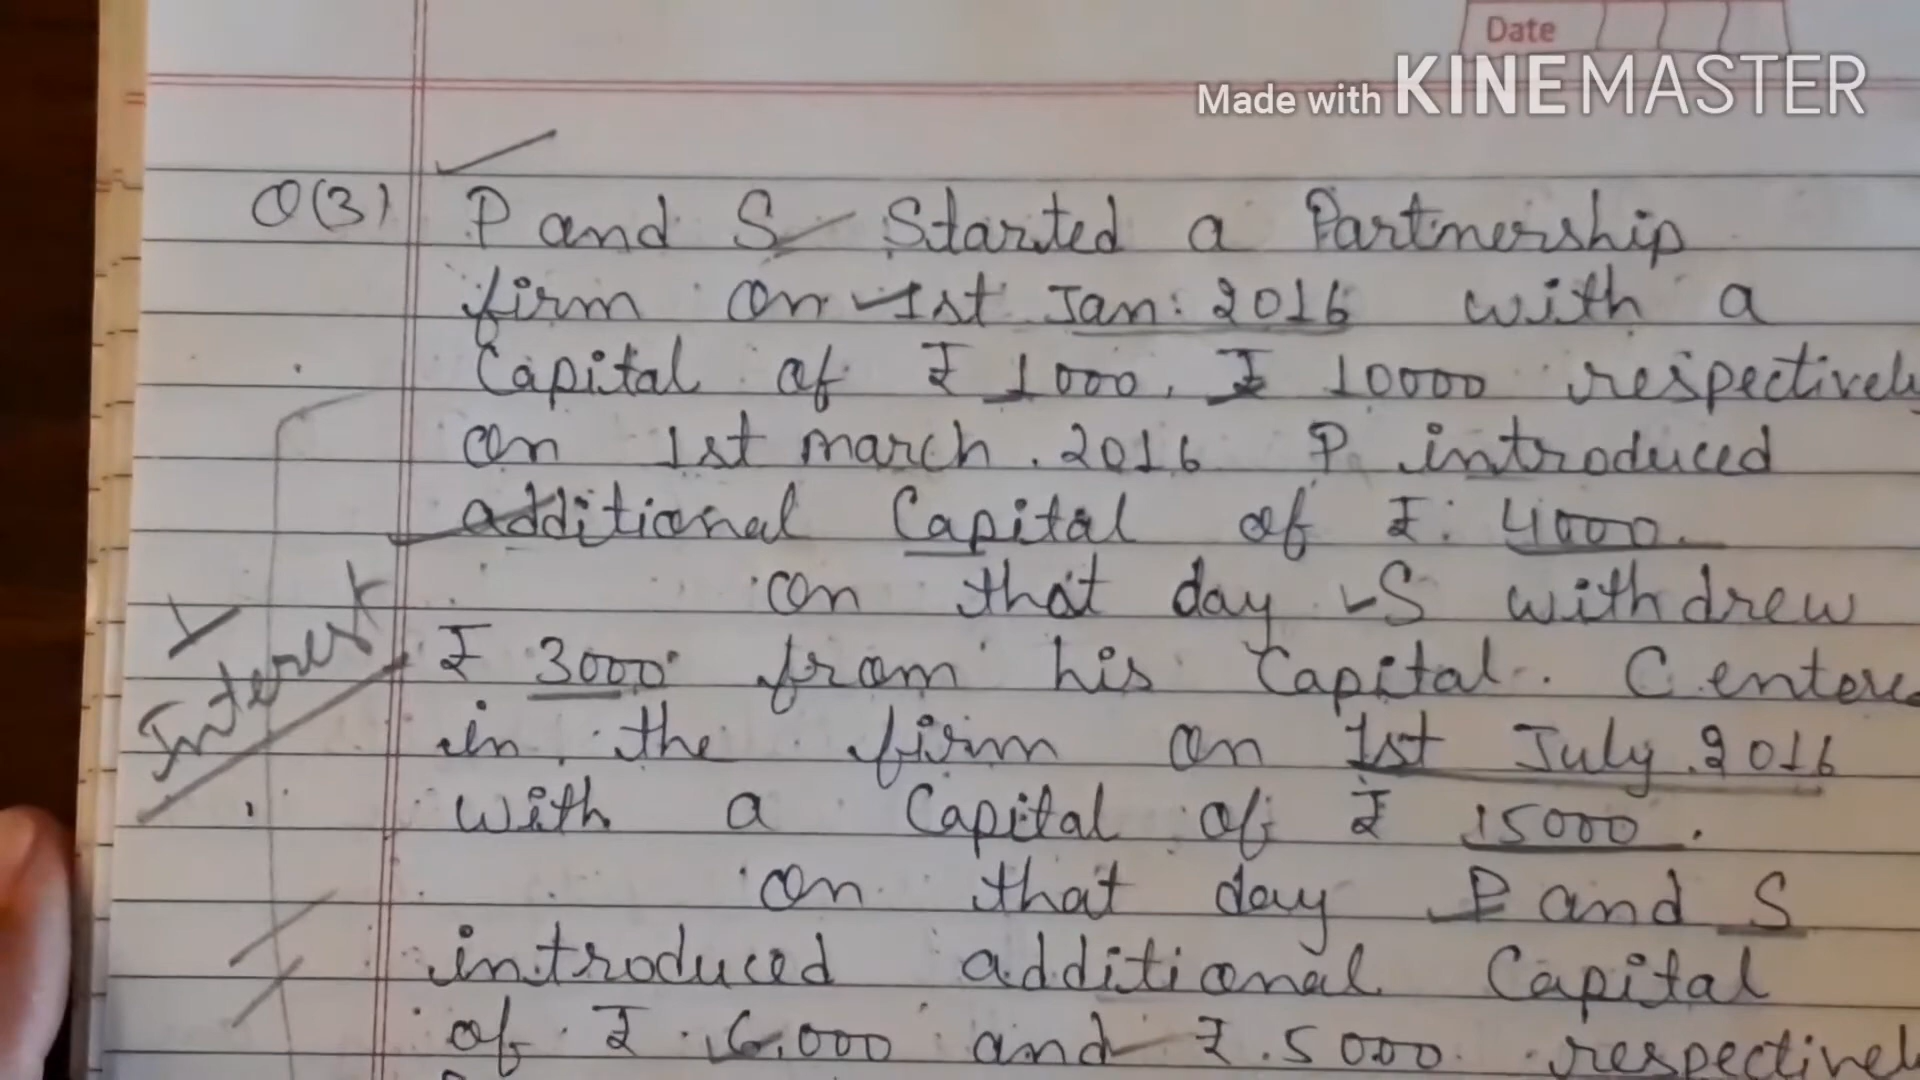 Date
Made with KINEMASTER
Q(3) P and S Started a Partnership
firm on 1st Jan: 2016 with a
Capital of ₹ 1000, ₹ 10000 respectively
on 1st march. 2016 P introduced
additional Capital of ₹: 4000.
on that day S withdrew
₹ 3000 from his Capital. C entere
in the firm on 1st July 2016
with a Capital of ₹ 15000.
on that day P and S
introduced additional Capital
of ₹ 6,000 and ₹.5000 respectivel
Interest